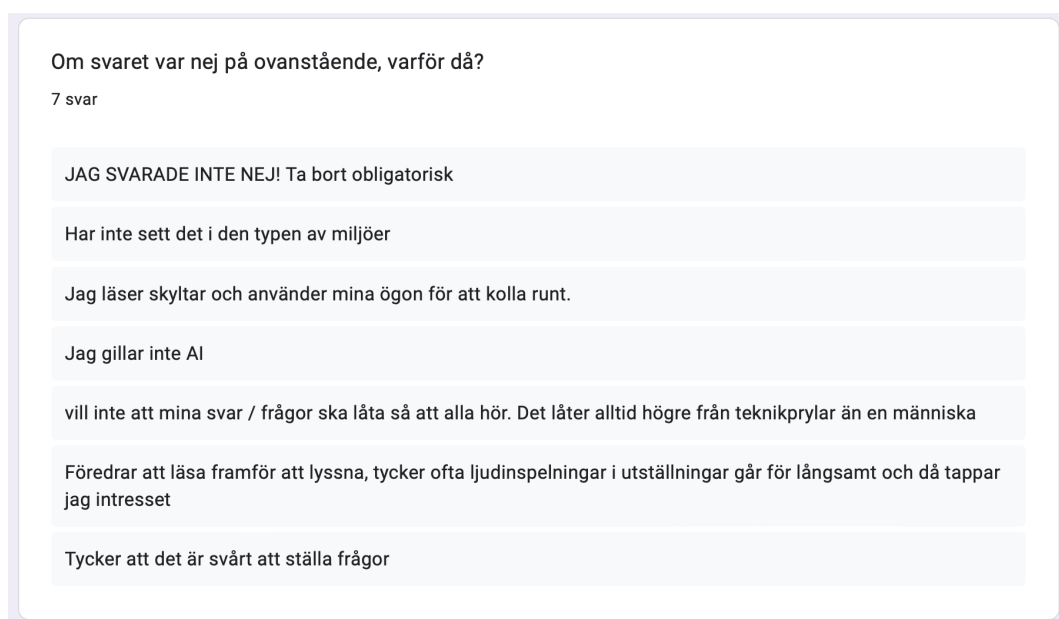 Om svaret var nej på ovanstående, varför då?
7 svar
JAG SVARADE INTE NEJ! Ta bort obligatorisk
Har inte sett det i den typen av miljöer
Jag läser skyltar och använder mina ögon för att kolla runt.
Jag gillar inte AI
vill inte att mina svar / frågor ska låta så att alla hör. Det låter alltid högre från teknikprylar än en människa
Föredrar att läsa framför att lyssna, tycker ofta ljudinspelningar i utställningar går för långsamt och då tappar
jag intresset
Tycker att det är svårt att ställa frågor